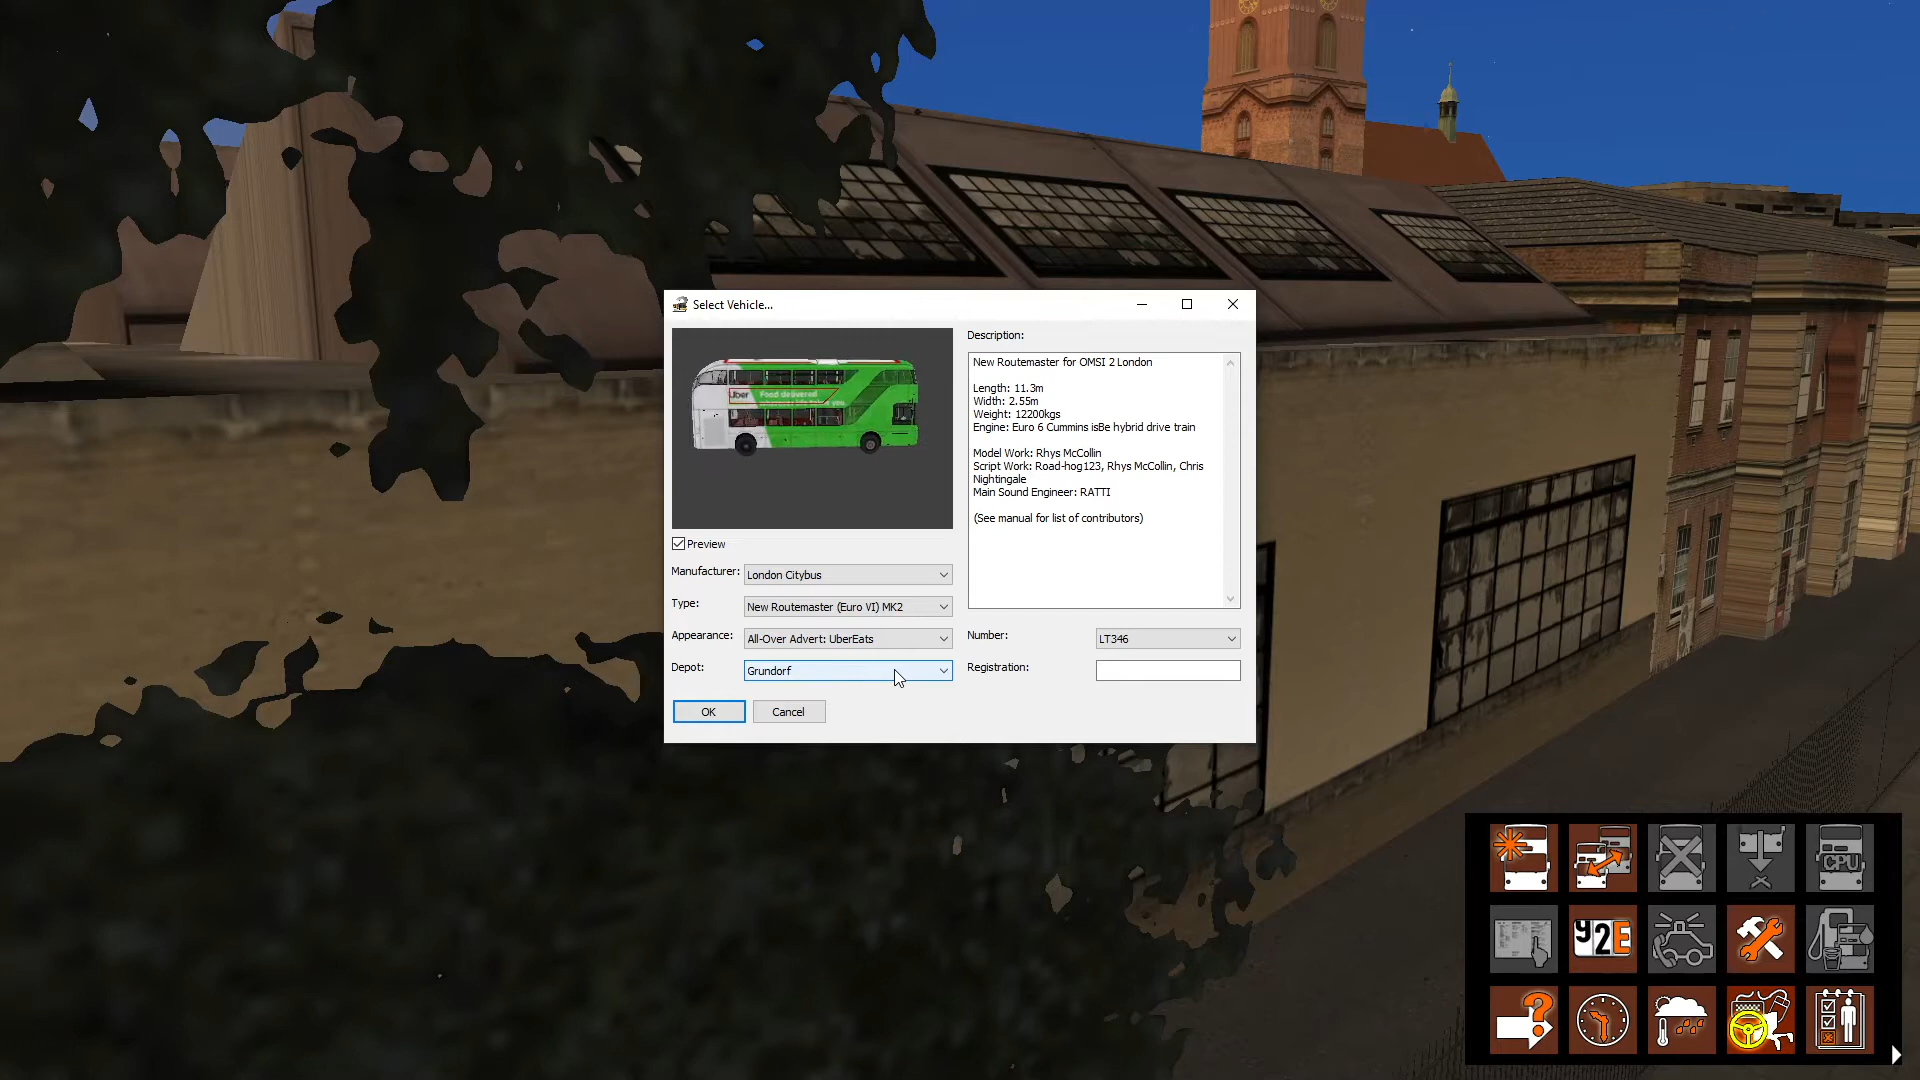 Select Vehicle...
Description:
New Routemaster for OMSI 2 London
Length: 11.3m
Width: 2.55m
Weight: 12200kgs
Engine: Euro 6 Cummins isBe hybrid drive train
Model Work: Rhys McCollin
Script Work: Road-hog123, Rhys McCollin, Chris
Nightingale
Main Sound Engineer: RATTI
(See manual for list of contributors)
Uber
Food delivered
Preview
Manufacturer:
London Citybus
Type:
New Routemaster (Euro VI) MK2
Appearance:
All-Over Advert: UberEats
Number:
LT346
Depot:
Grundorf
Registration:
OK
Cancel
CPU
92E
?